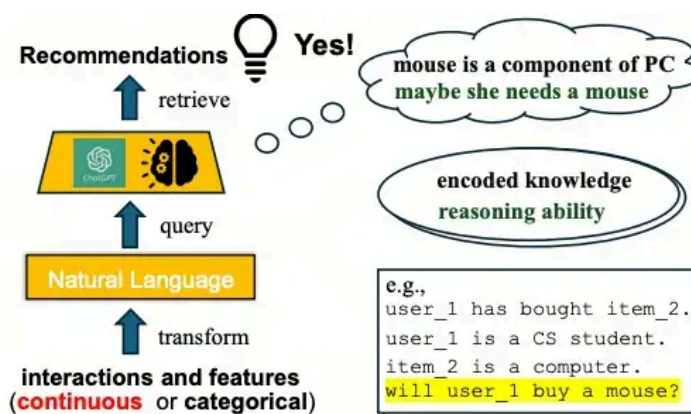 Recommendations
Yes!
retrieve
ChatGPT
query
Natural Language
transform
interactions and features
(continuous or categorical)
mouse is a component of PC
maybe she needs a mouse
encoded knowledge
reasoning ability
e.g.,
user_1 has bought item_2.
user_1 is a CS student.
item_2 is a computer.
will user_1 buy a mouse?